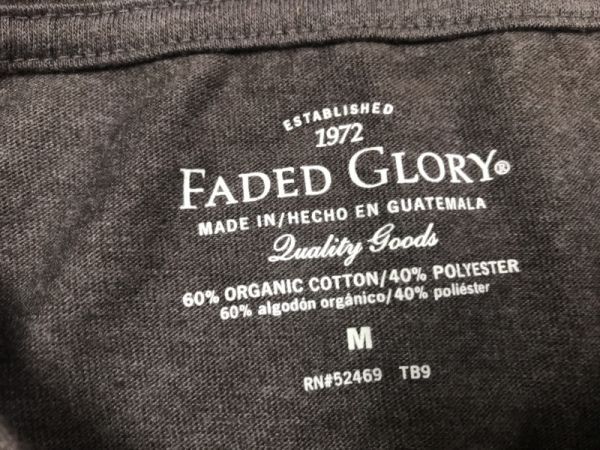 ESTABLISHED
1972
FADED GLORY®
MADE IN/HECHO EN GUATEMALA
Quality Goods
60% ORGANIC COTTON/40% POLYESTER
60% algodón orgánico/40% poliéster
M
RN#52469 TB9